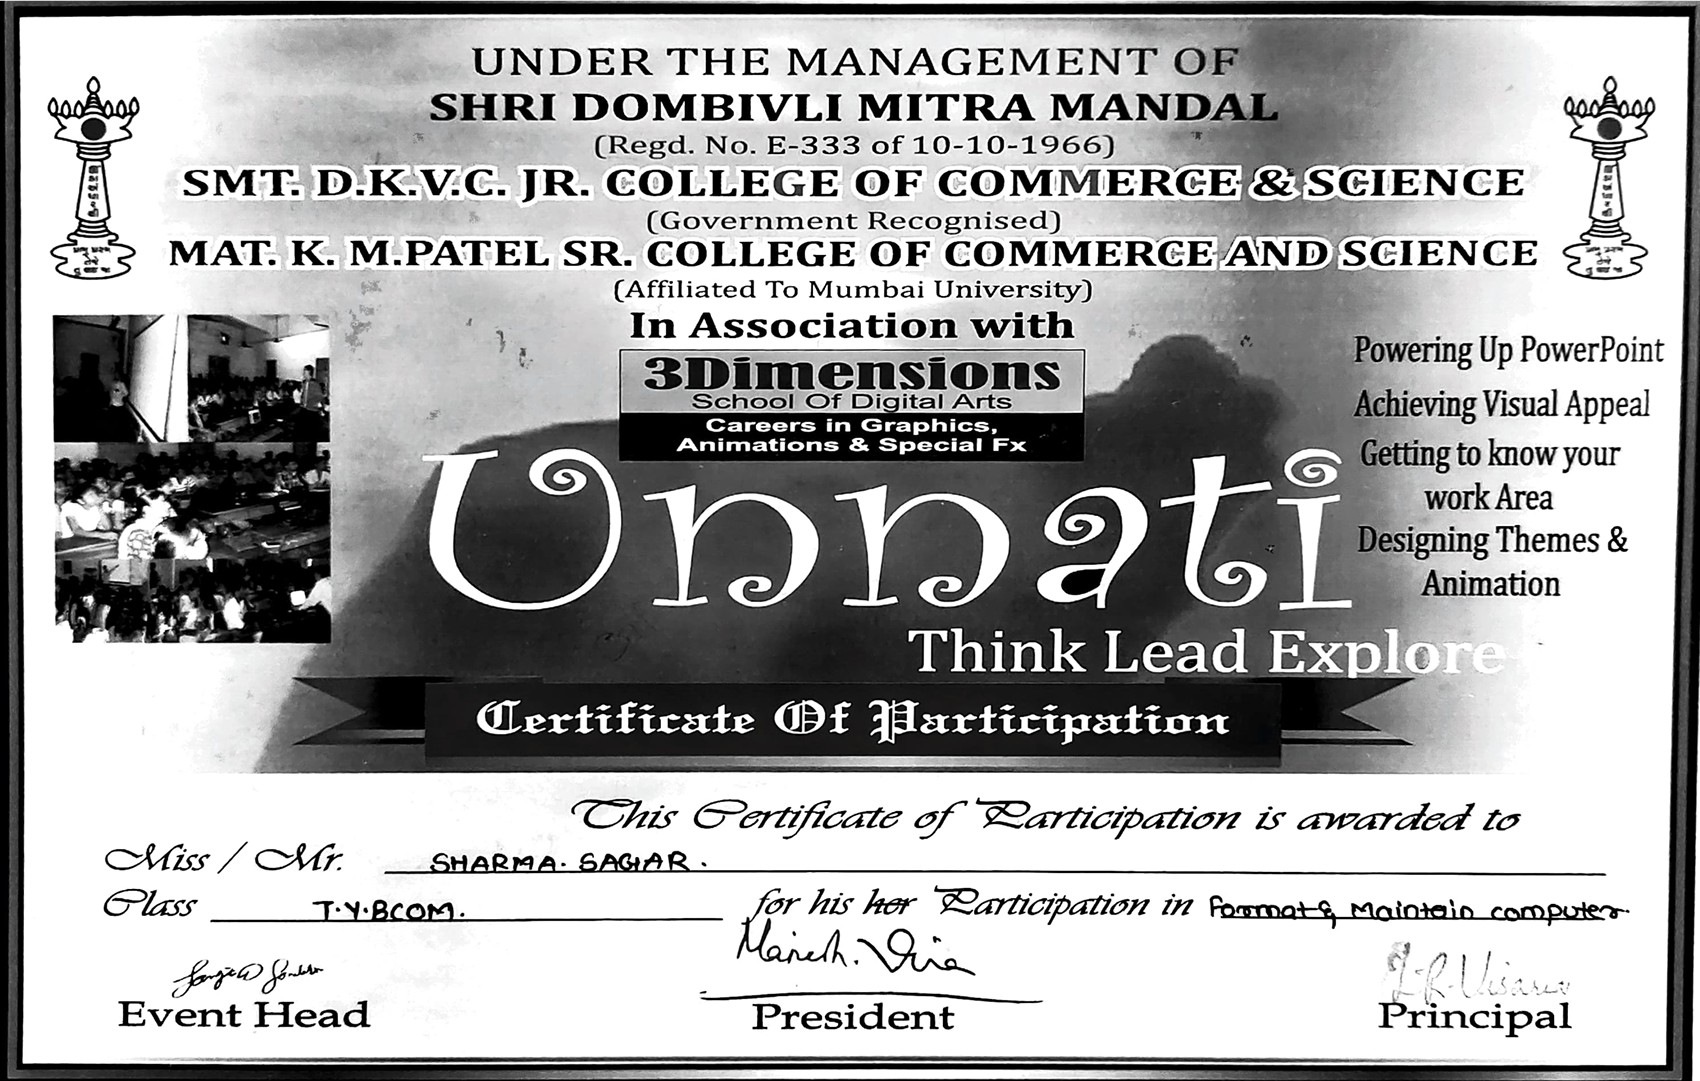 UNDER THE MANAGEMENT OF
SHRI DOMBIVLI MITRA MANDAL
(Regd. No. E-333 of 10-10-1966)
SMT. D.K.V.C. JR. COLLEGE OF COMMERCE & SCIENCE
(Government Recognised)
MAT. K. M.PATEL SR. COLLEGE OF COMMERCE AND SCIENCE
(Affiliated To Mumbai University)
In Association with
3Dimensions
School Of Digital Arts
Careers in Graphics,
Animations & Special Fx
Powering Up PowerPoint
Achieving Visual Appeal
Getting to know your
work Area
Designing Themes &
Animation
Unnati
Think Lead Explore
Certificate Of Participation
This Certificate of Participation is awarded to
Miss / Mr. SHARMA. SAGAR.
Class T.Y.BCOM. for his her Participation in Format & Maintain computer
Manish.
Event Head
President
Principal